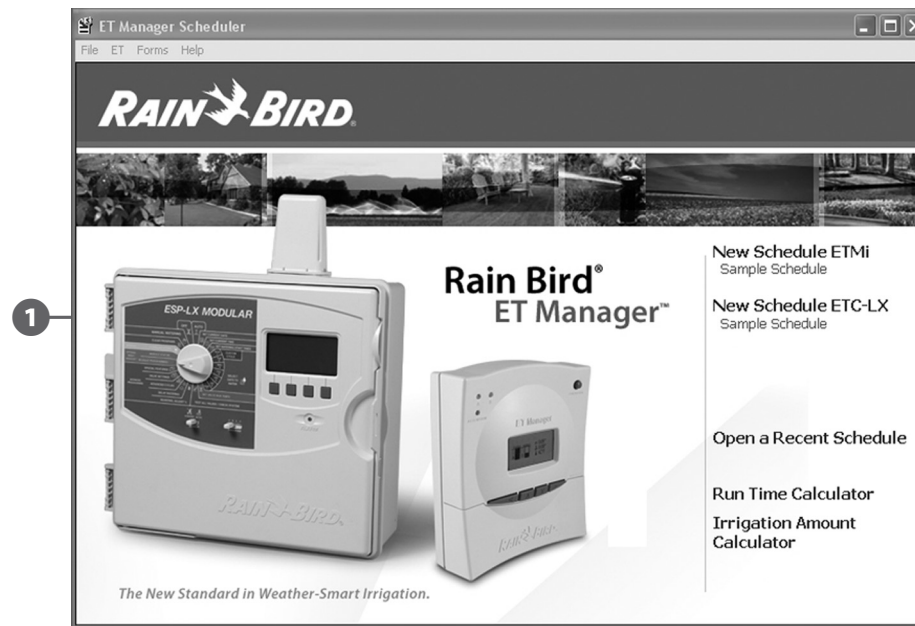 ET Manager Scheduler
File ET Forms Help
RAIN BIRD®
1
ESP-LX MODULAR
RAIN BIRD®
ET Manager
RAIN BIRD
Rain Bird®
ET Manager™
New Schedule ETMi
Sample Schedule
New Schedule ETC-LX
Sample Schedule
Open a Recent Schedule
Run Time Calculator
Irrigation Amount
Calculator
The New Standard in Weather-Smart Irrigation.